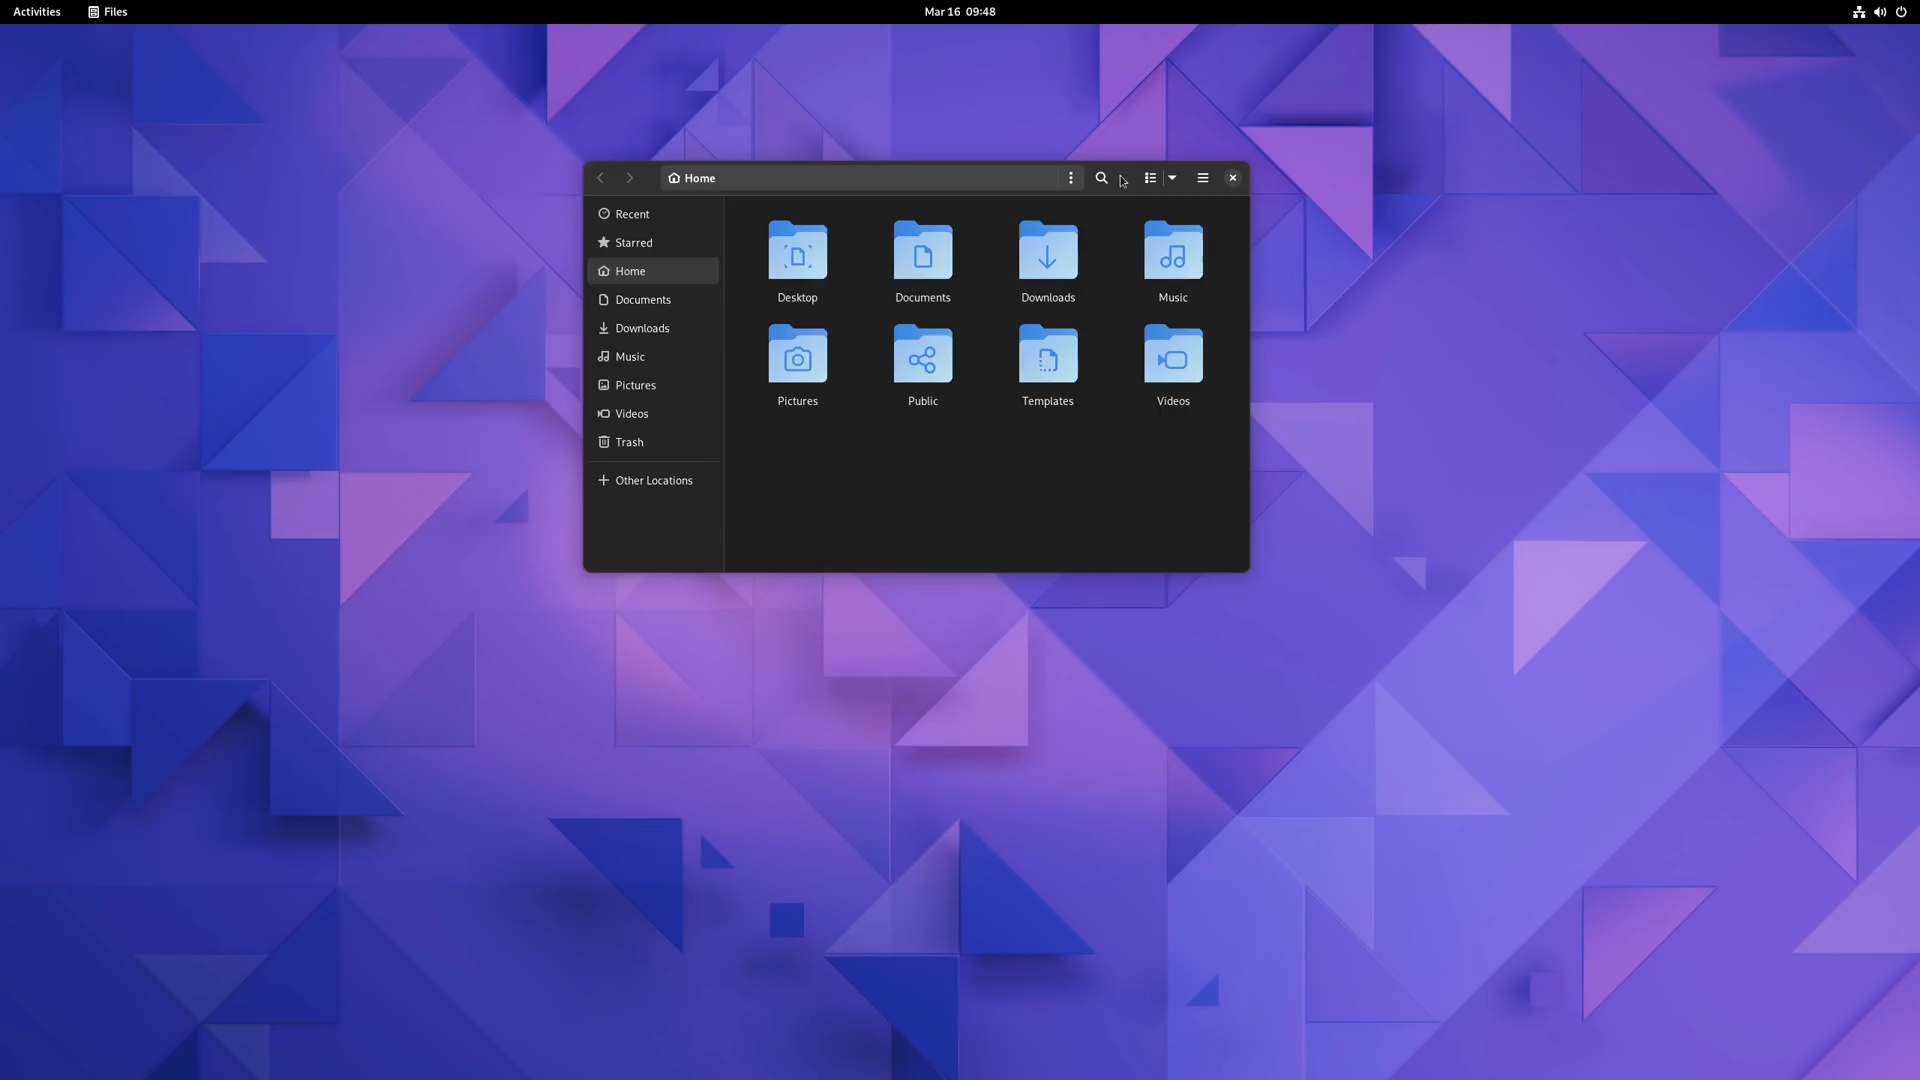 Activities Files Mar 16 09:48
Home
Recent
Starred
Home
Documents
Downloads
Music
Pictures
Videos
Trash
Other Locations
Desktop Documents Downloads Music
Pictures Public Templates Videos